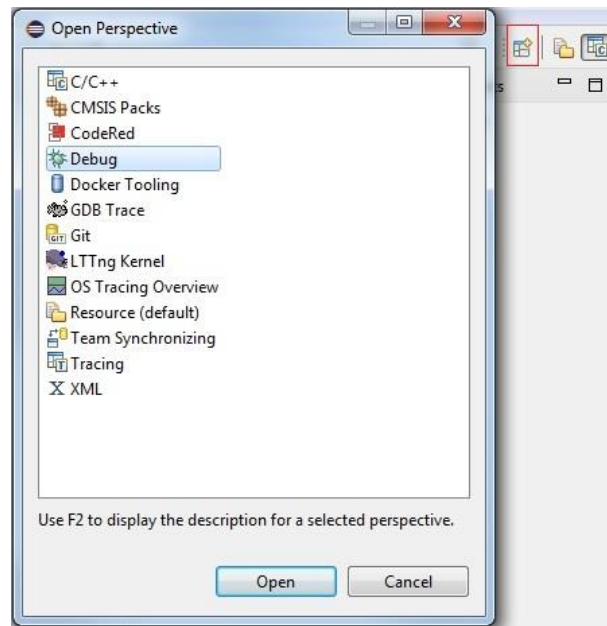 Open Perspective
C/C++
CMSIS Packs
CodeRed
Debug
Docker Tooling
GDB Trace
Git
LTTng Kernel
OS Tracing Overview
Resource (default)
Team Synchronizing
Tracing
XML
Use F2 to display the description for a selected perspective.
Open
Cancel